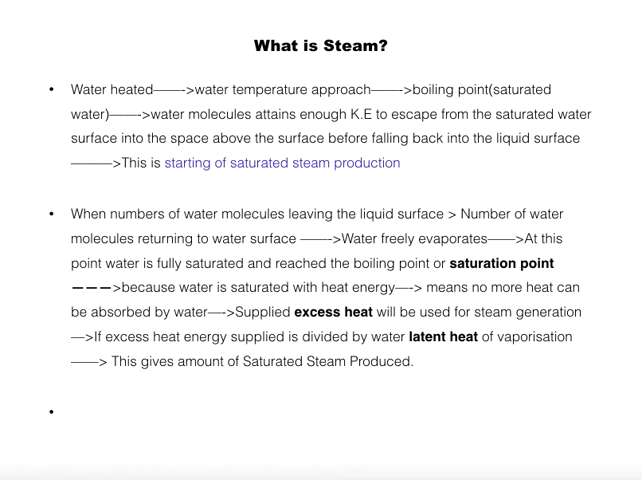 What is Steam?
• Water heated——->water temperature approach——->boiling point(saturated
water)——->water molecules attains enough K.E to escape from the saturated water
surface into the space above the surface before falling back into the liquid surface
———->This is starting of saturated steam production
• When numbers of water molecules leaving the liquid surface > Number of water
molecules returning to water surface ——->Water freely evaporates——>At this
point water is fully saturated and reached the boiling point or saturation point
———>because water is saturated with heat energy—-> means no more heat can
be absorbed by water—->Supplied excess heat will be used for steam generation
—>If excess heat energy supplied is divided by water latent heat of vaporisation
——> This gives amount of Saturated Steam Produced.
•